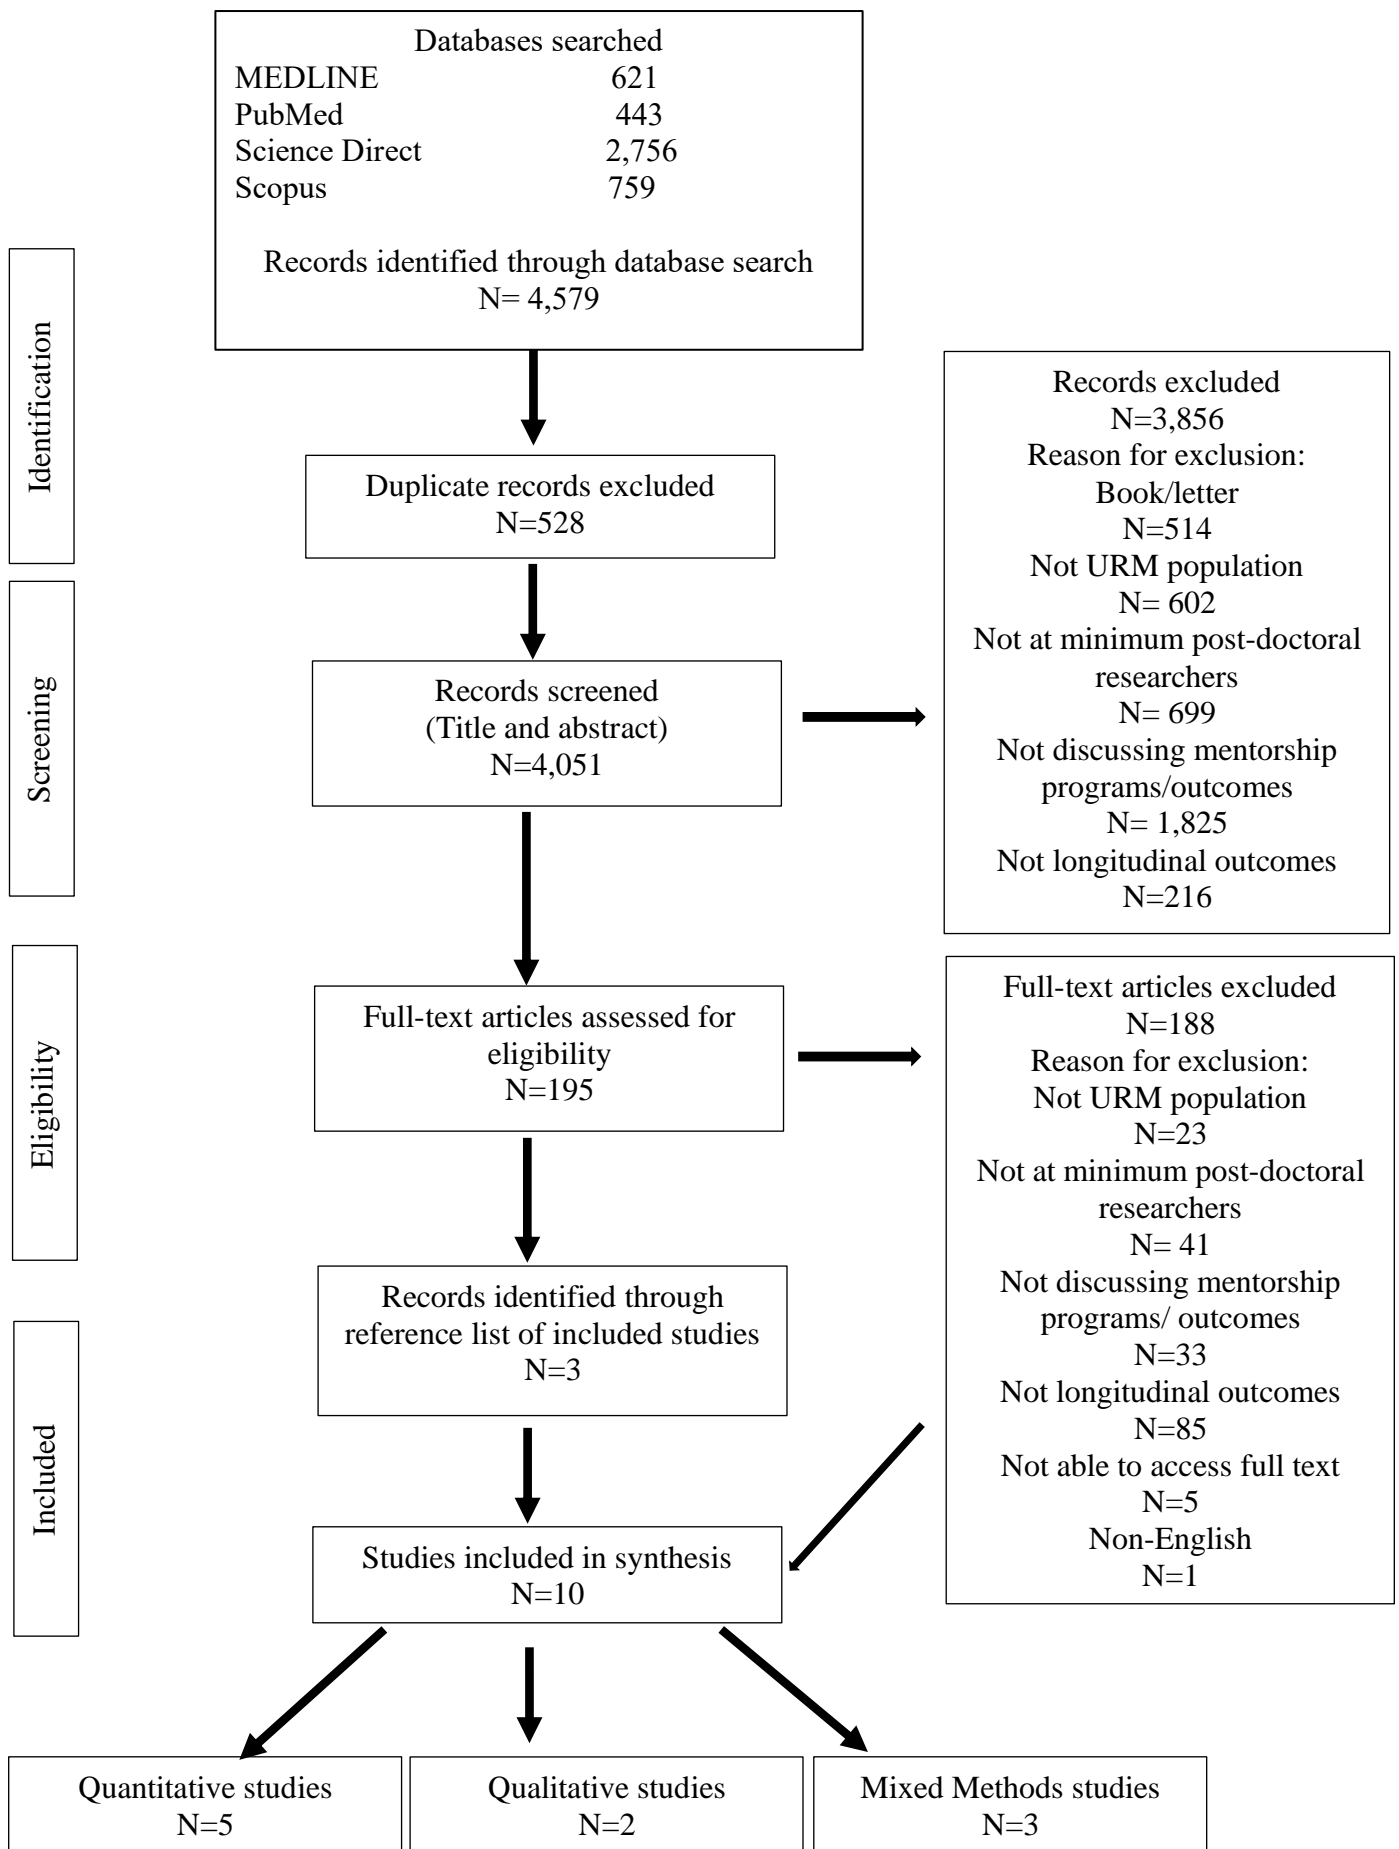 Databases searched
MEDLINE 621
PubMed 443
Science Direct 2,756
Scopus 759
Records identified through database search
N= 4,579
Identification
Duplicate records excluded
N=528
Records excluded
N=3,856
Reason for exclusion:
Book/letter
N=514
Not URM population
N= 602
Not at minimum post-doctoral
researchers
N= 699
Not discussing mentorship
programs/outcomes
N= 1,825
Not longitudinal outcomes
N=216
Screening
Records screened
(Title and abstract)
N=4,051
Eligibility
Full-text articles assessed for
eligibility
N=195
Full-text articles excluded
N=188
Reason for exclusion:
Not URM population
N=23
Not at minimum post-doctoral
researchers
N= 41
Not discussing mentorship
programs/ outcomes
N=33
Not longitudinal outcomes
N=85
Not able to access full text
N=5
Non-English
N=1
Records identified through
reference list of included studies
N=3
Included
Studies included in synthesis
N=10
Quantitative studies
N=5
Qualitative studies
N=2
Mixed Methods studies
N=3